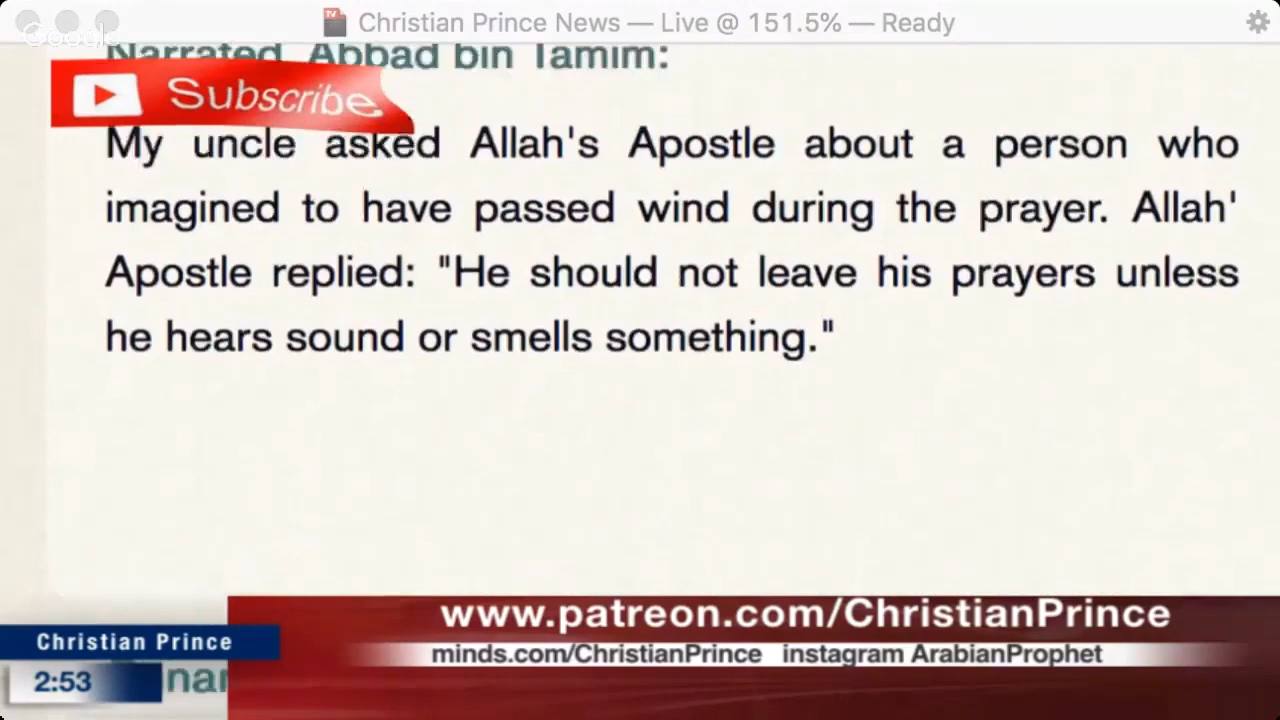 Christian Prince News — Live @ 151.5% — Ready
Google
Narrated 'Abbad bin Tamim:
Subscribe
My uncle asked Allah's Apostle about a person who
imagined to have passed wind during the prayer. Allah'
Apostle replied: "He should not leave his prayers unless
he hears sound or smells something."
www.patreon.com/ChristianPrince
Christian Prince
minds.com/ChristianPrince instagram ArabianProphet
2:53